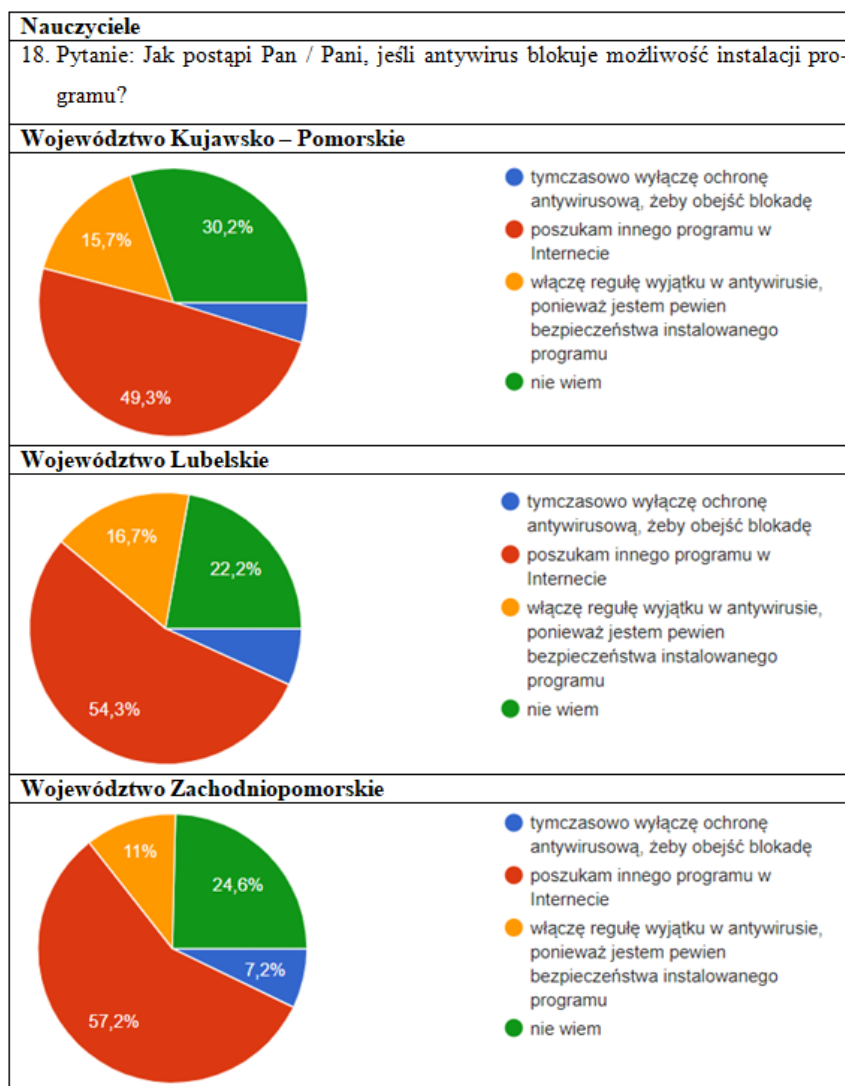 Nauczyciele
18. Pytanie: Jak postąpi Pan / Pani, jeśli antywirus blokuje możliwość instalacji pro-
gramu?
Województwo Kujawsko – Pomorskie
30,2%
15,7%
49,3%
tymczasowo wyłączę ochronę
antywirusową, żeby obejść blokadę
poszukam innego programu w
Internecie
włączę regułę wyjątku w antywirusie,
ponieważ jestem pewien
bezpieczeństwa instalowanego
programu
nie wiem
Województwo Lubelskie
16,7%
22,2%
54,3%
tymczasowo wyłączę ochronę
antywirusową, żeby obejść blokadę
poszukam innego programu w
Internecie
włączę regułę wyjątku w antywirusie,
ponieważ jestem pewien
bezpieczeństwa instalowanego
programu
nie wiem
Województwo Zachodniopomorskie
11%
24,6%
7,2%
57,2%
tymczasowo wyłączę ochronę
antywirusową, żeby obejść blokadę
poszukam innego programu w
Internecie
włączę regułę wyjątku w antywirusie,
ponieważ jestem pewien
bezpieczeństwa instalowanego
programu
nie wiem